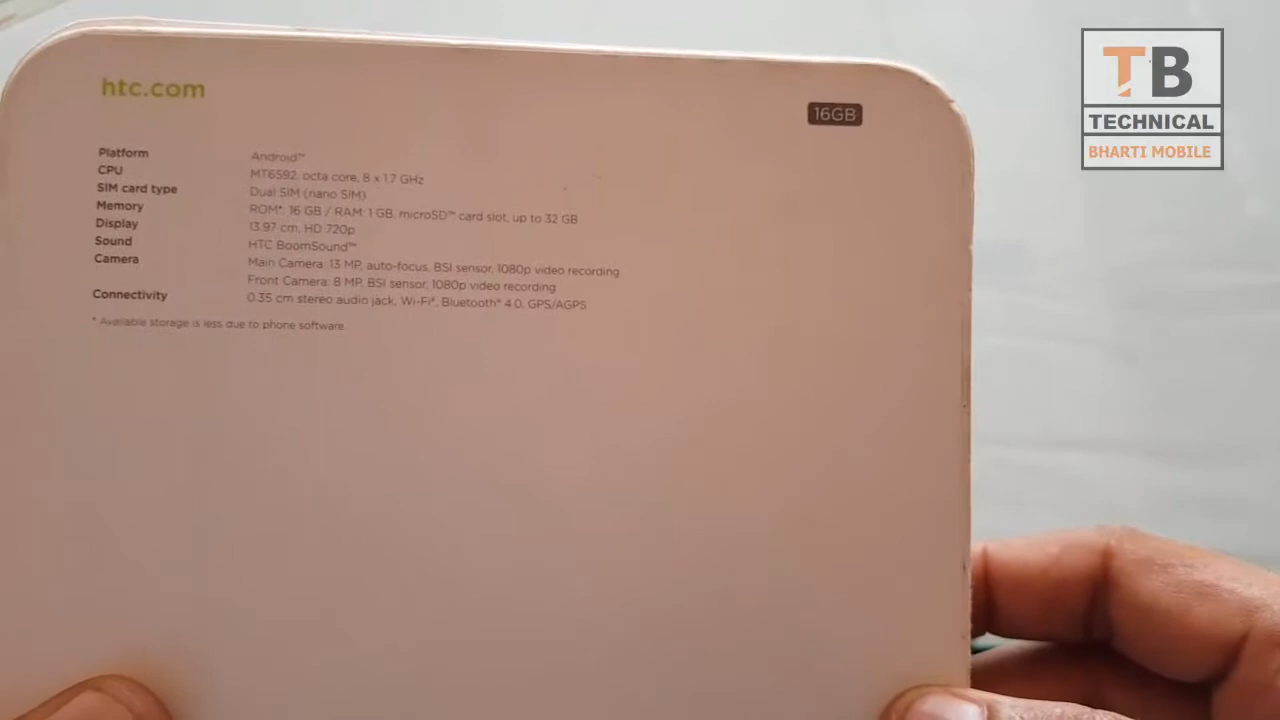 htc.com
16GB
Platform Android™
CPU MT6592, octa core, 8 x 1.7 GHz
SIM card type Dual SIM (nano SIM)
Memory ROM*: 16 GB / RAM: 1 GB, microSD™ card slot, up to 32 GB
Display 13.97 cm, HD 720p
Sound HTC BoomSound™
Camera Main Camera: 13 MP, auto-focus, BSI sensor, 1080p video recording
Front Camera: 8 MP, BSI sensor, 1080p video recording
Connectivity 0.35 cm stereo audio jack, Wi-Fi®, Bluetooth® 4.0, GPS/AGPS
* Available storage is less due to phone software.
TB
TECHNICAL
BHARTI MOBILE